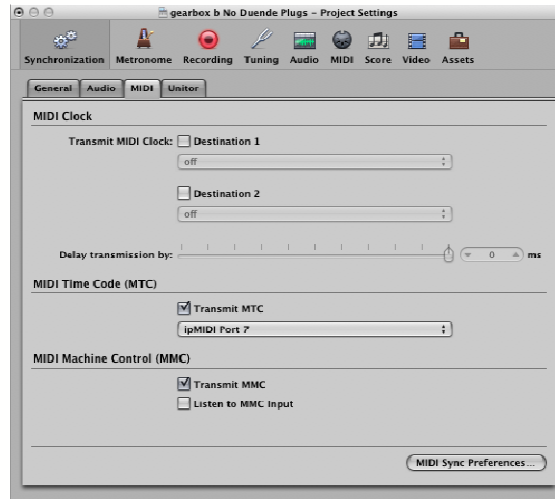 gearbox b No Duende Plugs – Project Settings
Synchronization Metronome Recording Tuning Audio MIDI Score Video Assets
General Audio MIDI Unitor
MIDI Clock
Transmit MIDI Clock: Destination 1
off
Destination 2
off
Delay transmission by: 0 ms
MIDI Time Code (MTC)
Transmit MTC
ipMIDI Port 7
MIDI Machine Control (MMC)
Transmit MMC
Listen to MMC Input
MIDI Sync Preferences...